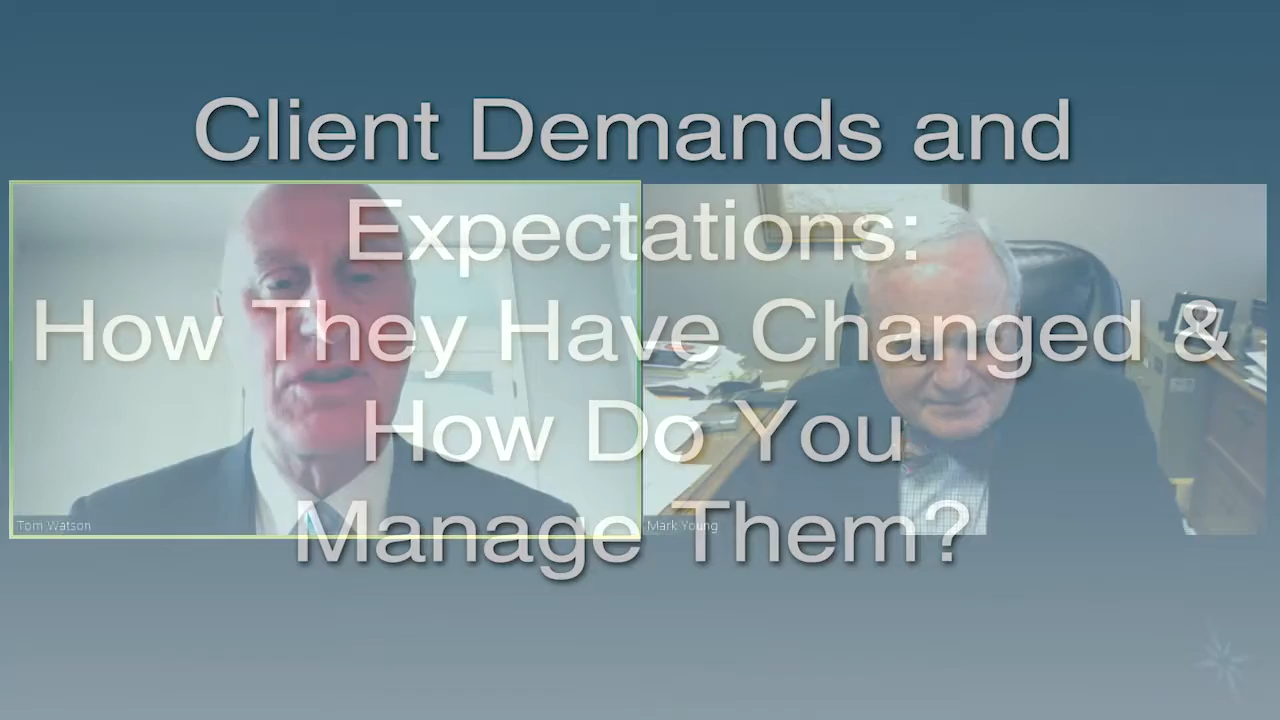 Client Demands and
Expectations:
How They Have Changed &
How Do You
Manage Them?
Tom Watson
Mark Young